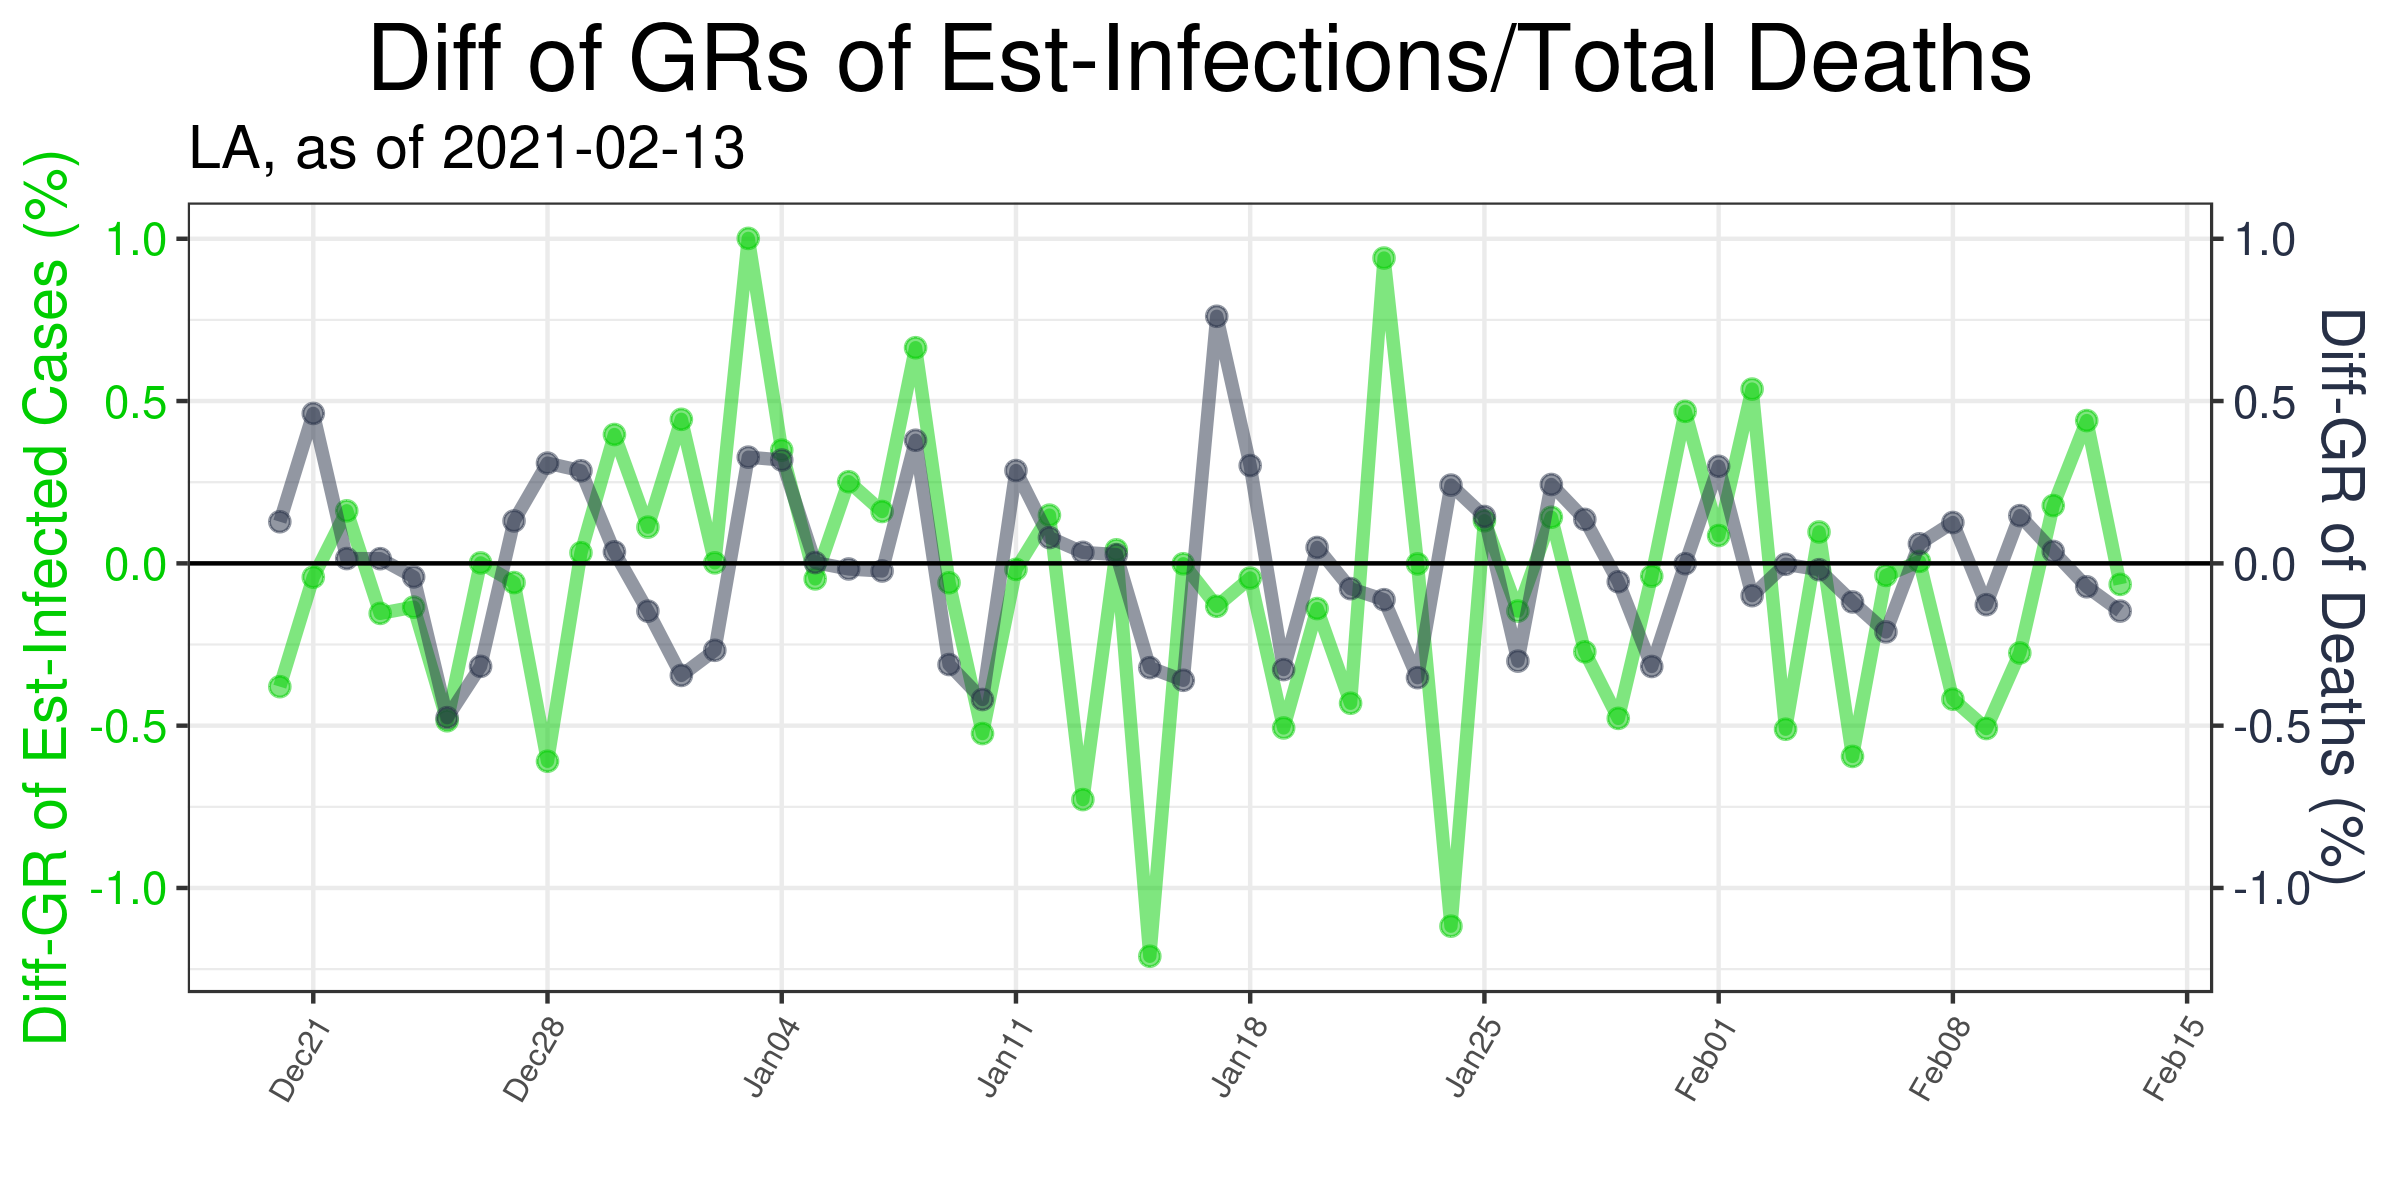 Diff of GRs of Est-Infections/Total Deaths
LA, as of 2021-02-13
Diff-GR of Est-Infected Cases (%)
1.0
0.5
0.0
-0.5
-1.0
1.0
0.5
0.0
-0.5
-1.0
Diff-GR of Deaths (%)
Dec21
Dec28
Jan04
Jan11
Jan18
Jan25
Feb01
Feb08
Feb15